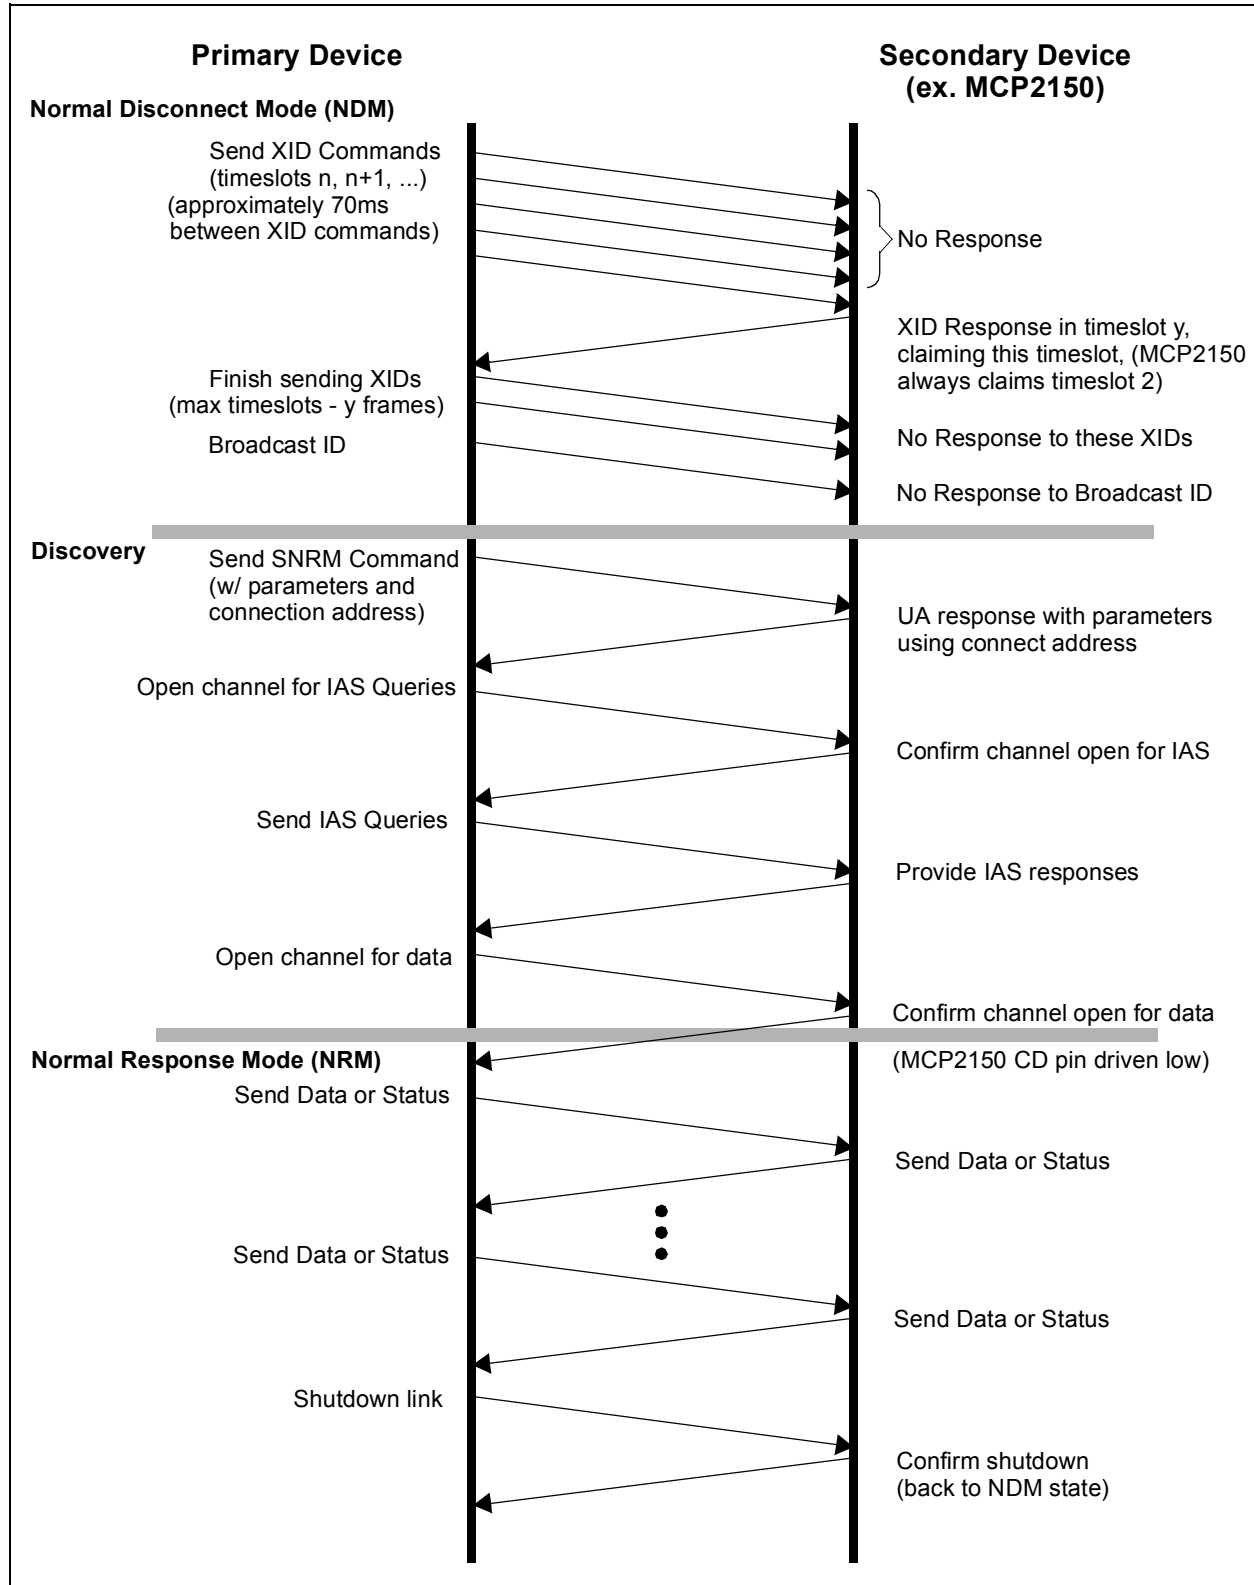 Primary Device
Secondary Device
(ex. MCP2150)
Normal Disconnect Mode (NDM)
Send XID Commands
(timeslots n, n+1, ...)
(approximately 70ms
between XID commands)
No Response
XID Response in timeslot y,
claiming this timeslot, (MCP2150
always claims timeslot 2)
Finish sending XIDs
(max timeslots - y frames)
No Response to these XIDs
Broadcast ID
No Response to Broadcast ID
Discovery
Send SNRM Command
(w/ parameters and
connection address)
UA response with parameters
using connect address
Open channel for IAS Queries
Confirm channel open for IAS
Send IAS Queries
Provide IAS responses
Open channel for data
Confirm channel open for data
Normal Response Mode (NRM)
(MCP2150 CD pin driven low)
Send Data or Status
Send Data or Status
Send Data or Status
Send Data or Status
Shutdown link
Confirm shutdown
(back to NDM state)